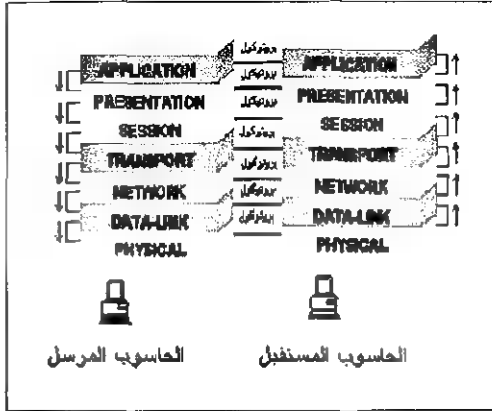 بروتوكول
APPLICATION بروتوكول APPLICATION
PRESENTATION بروتوكول PRESENTATION
SESSION بروتوكول SESSION
TRANSPORT بروتوكول TRANSPORT
NETWORK بروتوكول NETWORK
DATA-LINK بروتوكول DATA-LINK
PHYSICAL PHYSICAL
الحاسوب المرسل الحاسوب المستقبل